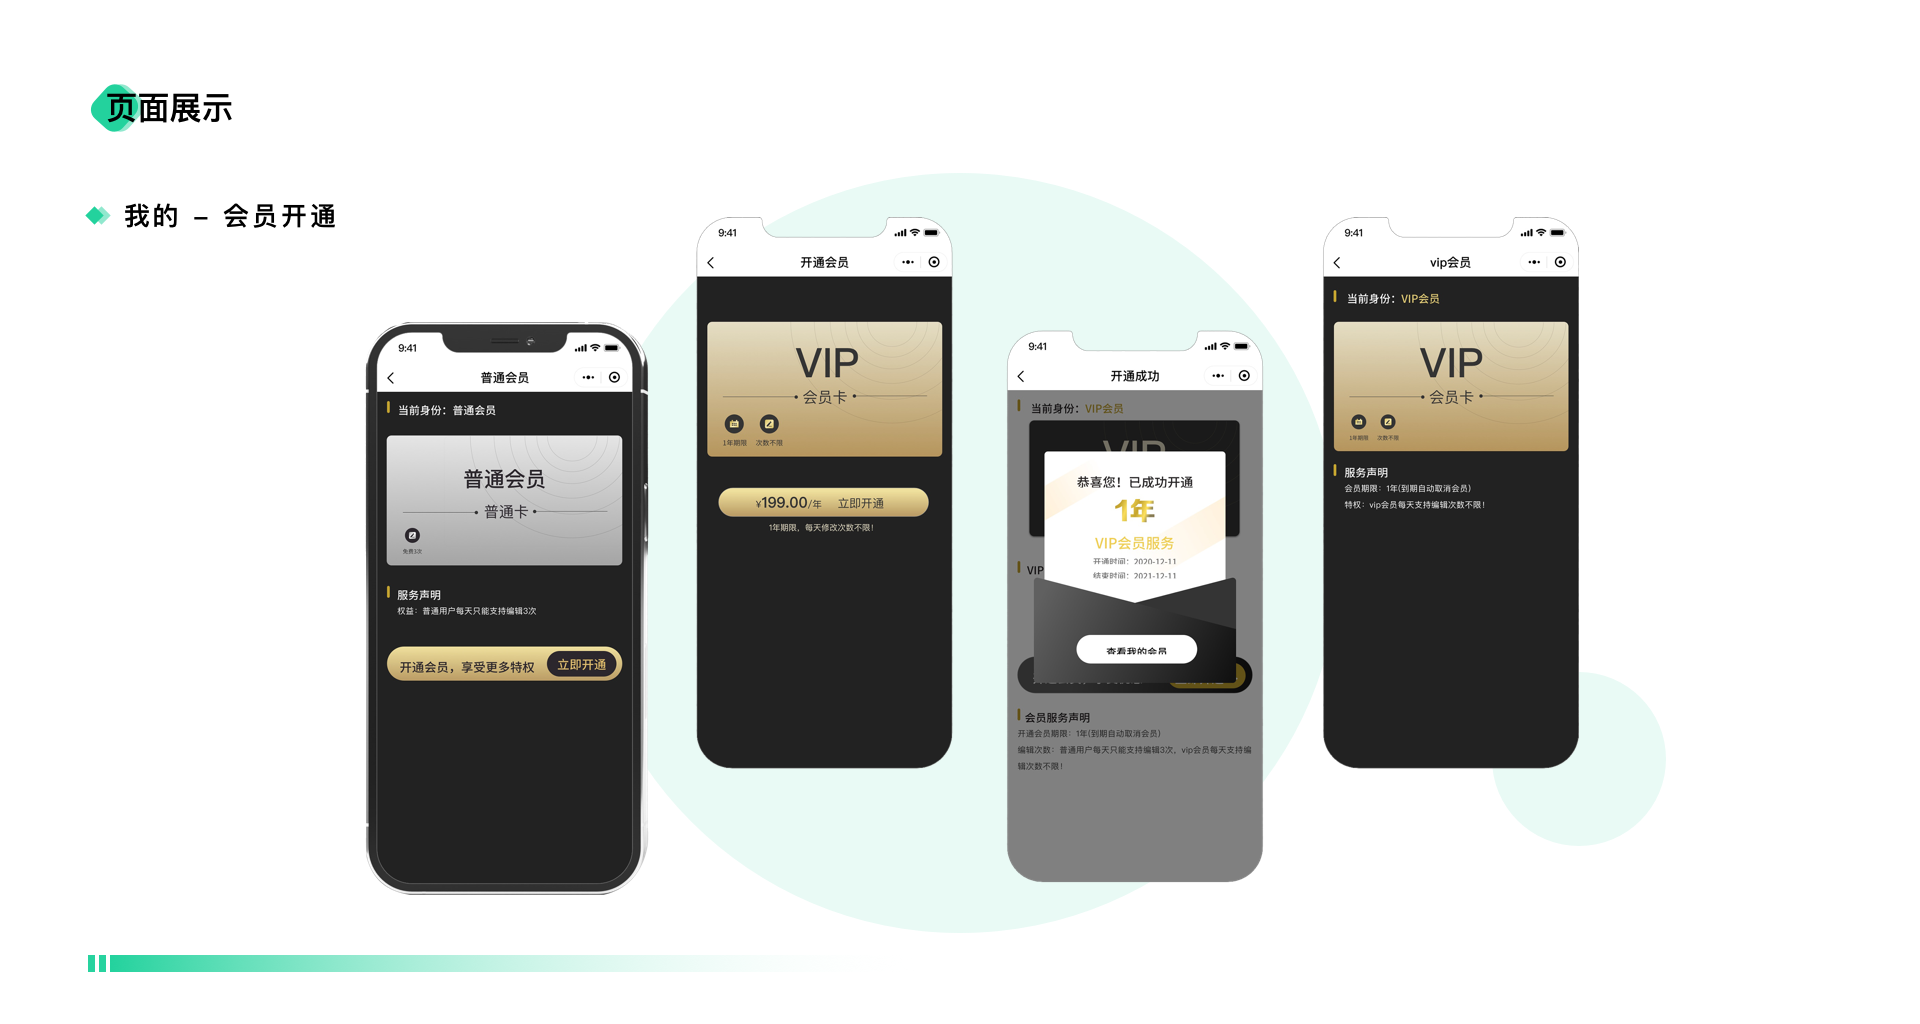 页面展示
我的 – 会员开通
9:41
普通会员
当前身份：普通会员
普通会员
普通卡
免费3次
服务声明
权益：普通用户每天只能支持编辑3次
开通会员，享受更多特权 立即开通
9:41
开通会员
VIP
会员卡
1年期限 次数不限
¥199.00/年 立即开通
1年期限，每天修改次数不限！
9:41
开通成功
当前身份：VIP会员
VIP
恭喜您！已成功开通
1年
VIP会员服务
开通时间：2020-12-11
结束时间：2021-12-11
VIP
查看我的会员
会员服务声明
开通会员期限：1年(到期自动取消会员)
编辑次数：普通用户每天只能支持编辑3次，vip会员每天支持编
辑次数不限！
9:41
vip会员
当前身份：VIP会员
VIP
会员卡
1年期限 次数不限
服务声明
会员期限：1年(到期自动取消会员)
特权：vip会员每天支持编辑次数不限！